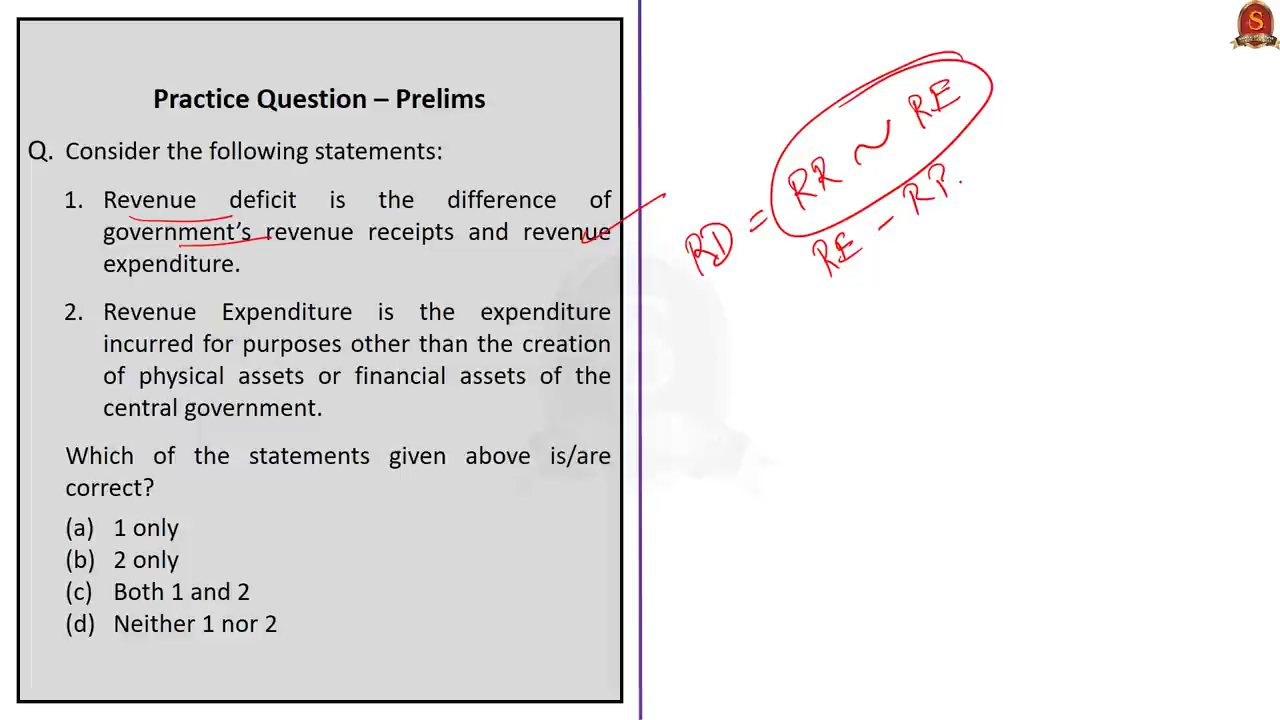 Practice Question – Prelims
Q. Consider the following statements:
1. Revenue deficit is the difference of
government's revenue receipts and revenue
expenditure.
2. Revenue Expenditure is the expenditure
incurred for purposes other than the creation
of physical assets or financial assets of the
central government.
Which of the statements given above is/are
correct?
(a) 1 only
(b) 2 only
(c) Both 1 and 2
(d) Neither 1 nor 2
RD = RR ~ RE
RE - RR.
S